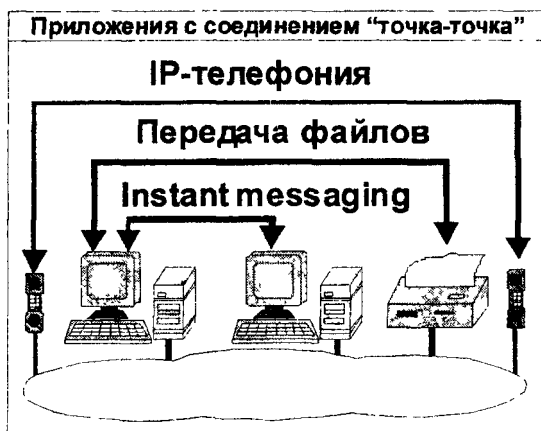 Приложения с соединением “точка-точка”
IP-телефония
Передача файлов
Instant messaging